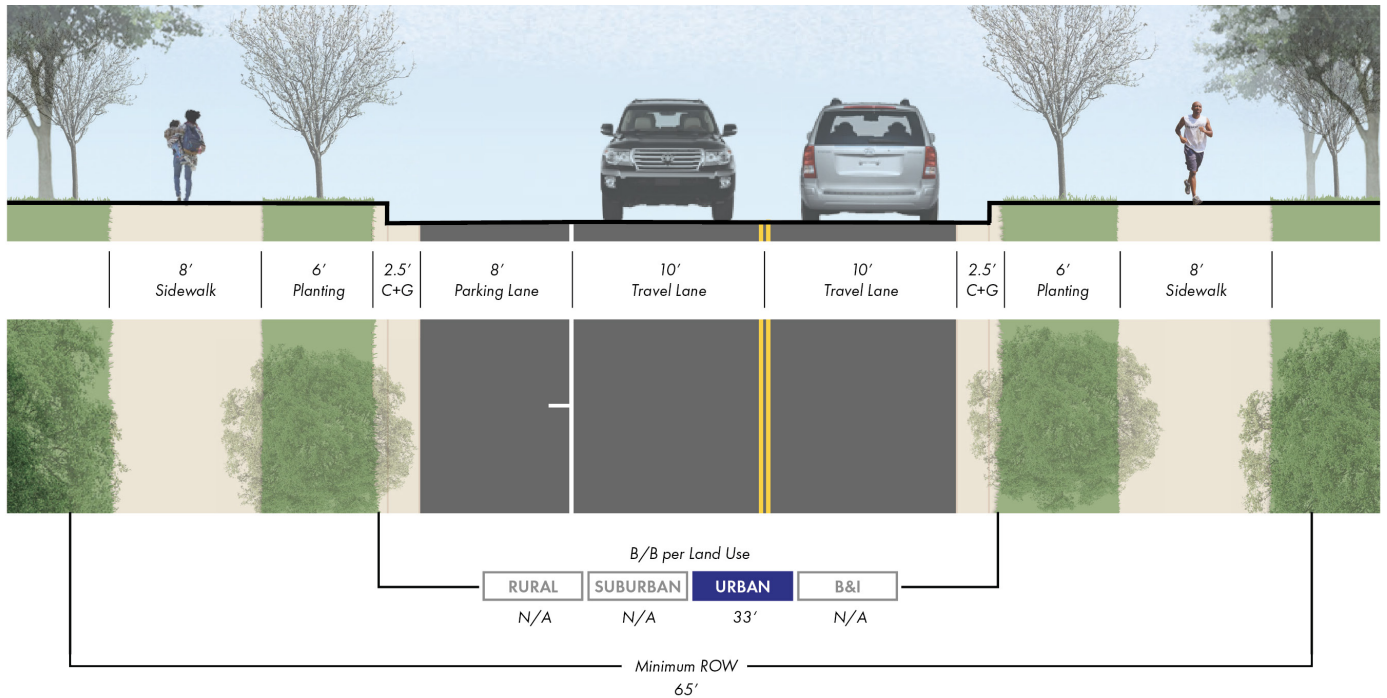 8’ 6’ 2.5’ 8’ 10’ 10’ 2.5’ 6’ 8’
Sidewalk Planting C+G Parking Lane Travel Lane Travel Lane C+G Planting Sidewalk
B/B per Land Use
RURAL SUBURBAN URBAN B&I
N/A N/A 33’ N/A
Minimum ROW
65’